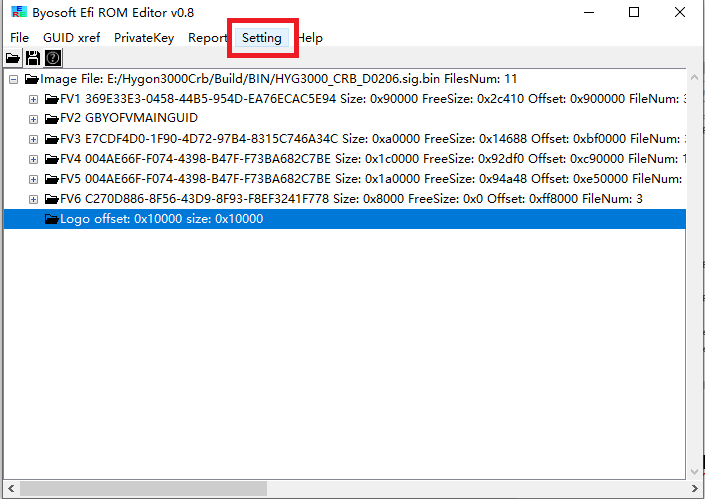 Byosoft Efi ROM Editor v0.8
File GUID xref PrivateKey Report Setting Help
Image File: E:/Hygon3000Crb/Build/BIN/HYG3000_CRB_D0206.sig.bin FilesNum: 11
FV1 369E33E3-0458-44B5-954D-EA76ECAC5E94 Size: 0x90000 FreeSize: 0x2c410 Offset: 0x900000 FileNum:
FV2 GBYOFVMAINGUID
FV3 E7CDF4D0-1F90-4D72-97B4-8315C746A34C Size: 0xa0000 FreeSize: 0x14688 Offset: 0xbf0000 FileNum:
FV4 004AE66F-F074-4398-B47F-F73BA682C7BE Size: 0x1c0000 FreeSize: 0x92df0 Offset: 0xc90000 FileNum: 1
FV5 004AE66F-F074-4398-B47F-F73BA682C7BE Size: 0x1a0000 FreeSize: 0x94a48 Offset: 0xe50000 FileNum:
FV6 C270D886-8F56-43D9-8F93-F8EF3241F778 Size: 0x8000 FreeSize: 0x0 Offset: 0xff8000 FileNum: 3
Logo offset: 0x10000 size: 0x10000